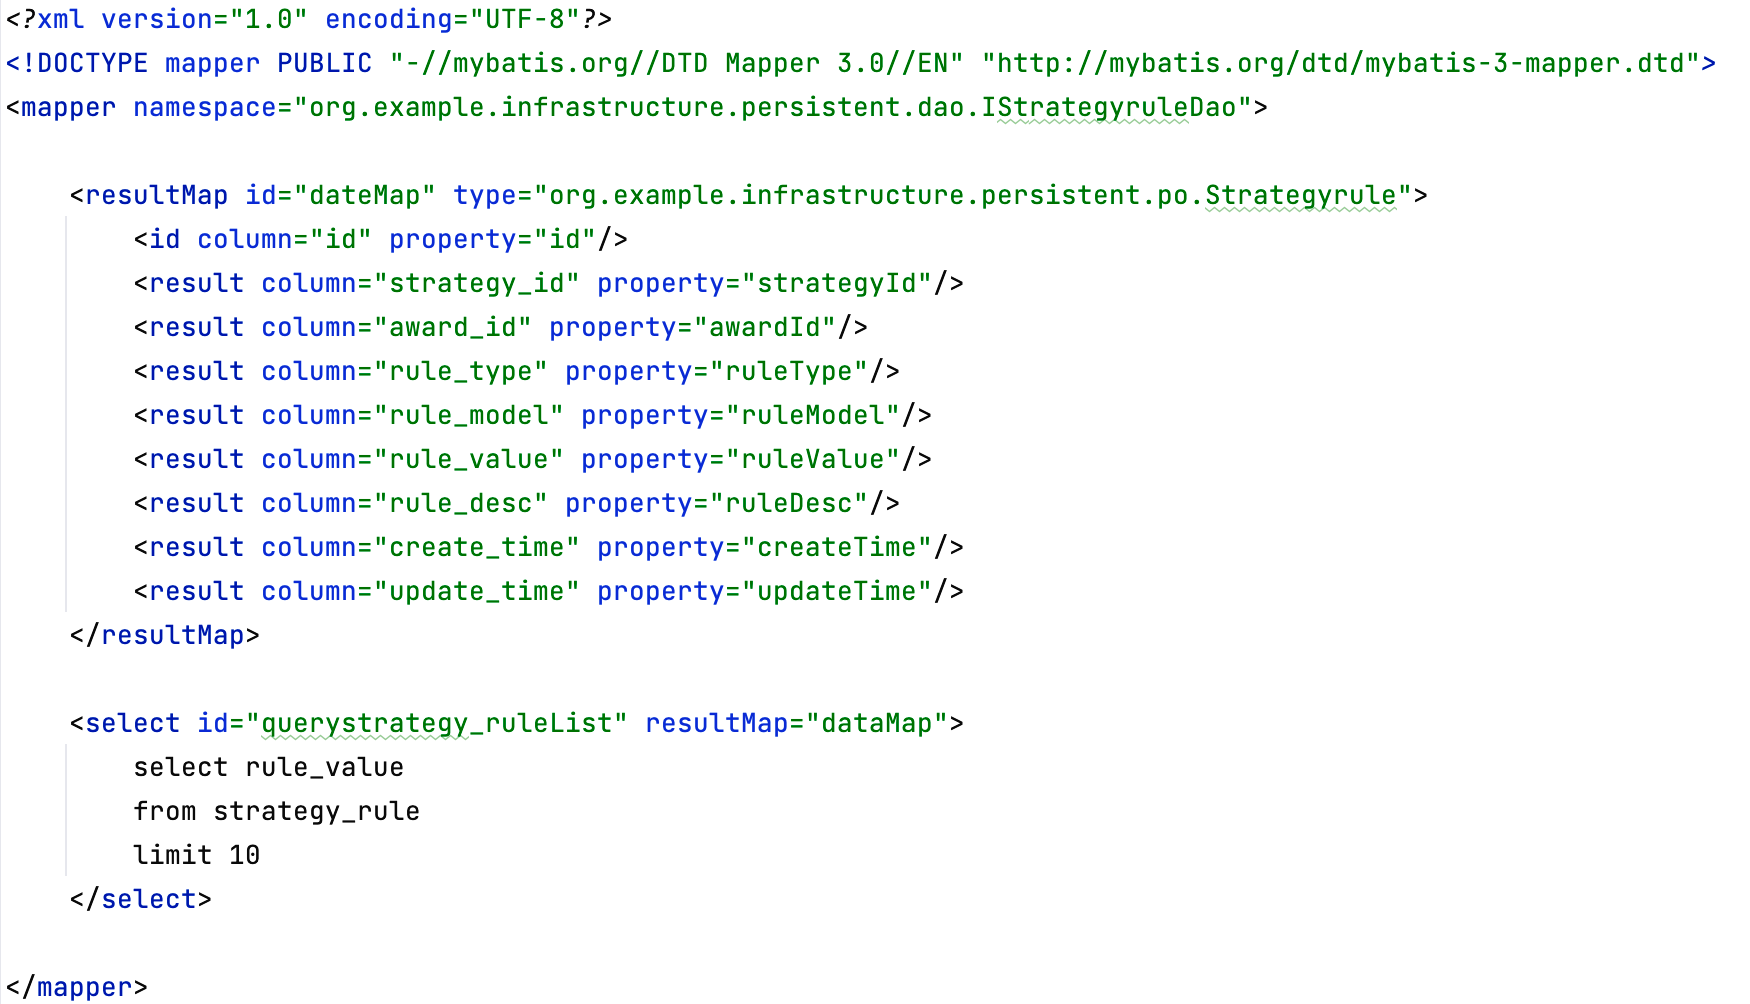 <?xml version="1.0" encoding="UTF-8"?>
<!DOCTYPE mapper PUBLIC "-//mybatis.org//DTD Mapper 3.0//EN" "http://mybatis.org/dtd/mybatis-3-mapper.dtd">
<mapper namespace="org.example.infrastructure.persistent.dao.IStrategyruleDao">
    <resultMap id="dateMap" type="org.example.infrastructure.persistent.po.Strategyrule">
        <id column="id" property="id"/>
        <result column="strategy_id" property="strategyId"/>
        <result column="award_id" property="awardId"/>
        <result column="rule_type" property="ruleType"/>
        <result column="rule_model" property="ruleModel"/>
        <result column="rule_value" property="ruleValue"/>
        <result column="rule_desc" property="ruleDesc"/>
        <result column="create_time" property="createTime"/>
        <result column="update_time" property="updateTime"/>
    </resultMap>
    <select id="querystrategy_ruleList" resultMap="dataMap">
        select rule_value
        from strategy_rule
        limit 10
    </select>
</mapper>